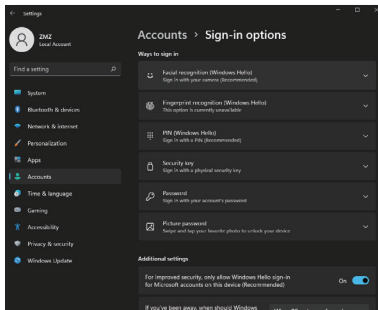 Settings
ZMZ
Local Account
Find a setting
System
Bluetooth & devices
Network & internet
Personalization
Apps
Accounts
Time & language
Gaming
Accessibility
Privacy & security
Windows Update
Accounts > Sign-in options
Ways to sign in
Facial recognition (Windows Hello)
Sign in with your camera (Recommended)
Fingerprint recognition (Windows Hello)
This option is currently unavailable
PIN (Windows Hello)
Sign in with a PIN (Recommended)
Security key
Sign in with a physical security key
Password
Sign in with your account's password
Picture password
Swipe and tap your favorite photo to unlock your device
Additional settings
For improved security, only allow Windows Hello sign-in
for Microsoft accounts on this device (Recommended)
On
If you've been away, when should Windows